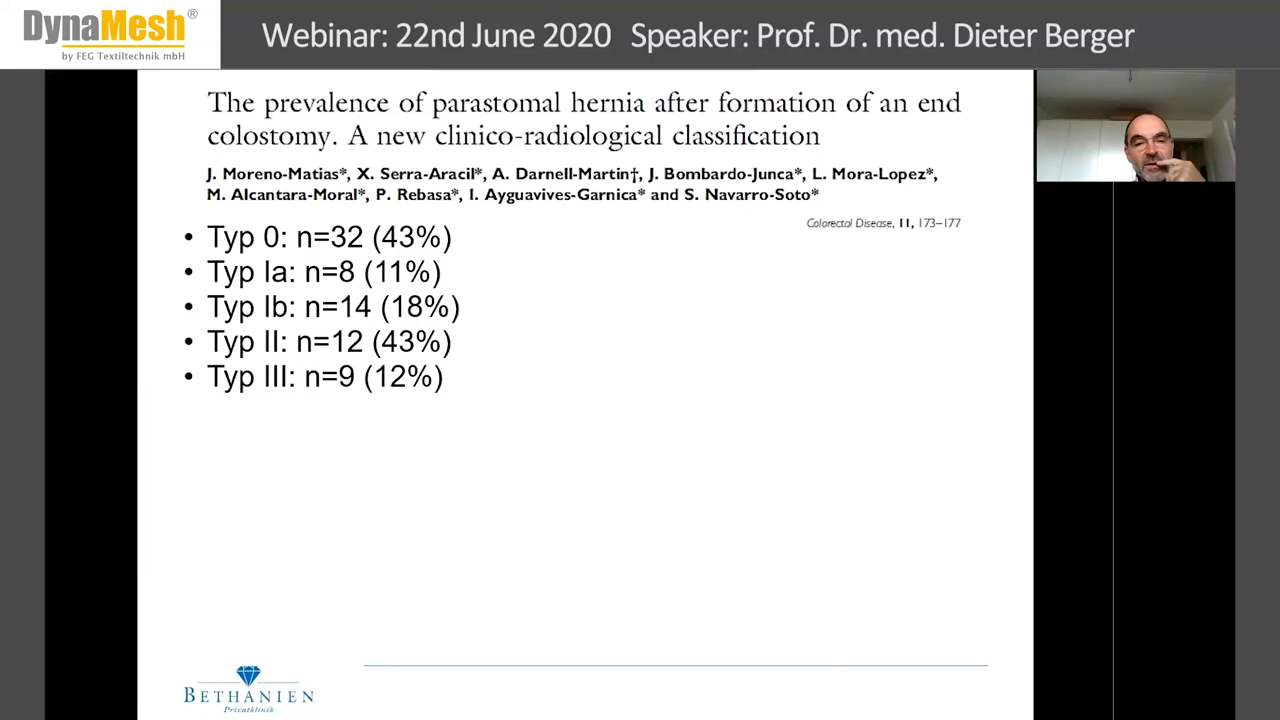 DynaMesh®
by FEG Textiltechnik mbH
Webinar: 22nd June 2020 Speaker: Prof. Dr. med. Dieter Berger
The prevalence of parastomal hernia after formation of an end
colostomy. A new clinico-radiological classification
J. Moreno-Matias*, X. Serra-Aracil*, A. Darnell-Martin†, J. Bombardo-Junca*, L. Mora-Lopez*,
M. Alcantara-Moral*, P. Rebasa*, I. Ayguavives-Garnica* and S. Navarro-Soto*
Colorectal Disease, 11, 173–177
• Typ 0: n=32 (43%)
• Typ Ia: n=8 (11%)
• Typ Ib: n=14 (18%)
• Typ II: n=12 (43%)
• Typ III: n=9 (12%)
BETHANIEN
Privatklinik